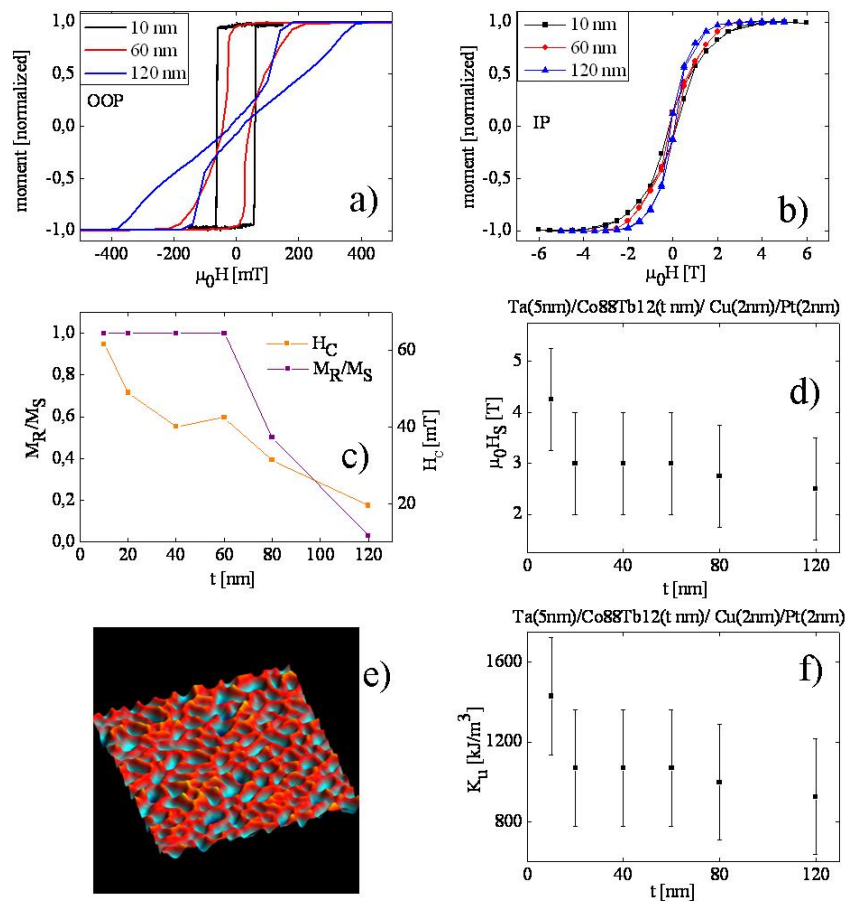 a)
moment [normalized]
1,0
0,5
0,0
-0,5
-1,0
10 nm
60 nm
120 nm
OOP
-400 -200 0 200 400
μ0H [mT]
b)
moment [normalized]
1,0
0,5
0,0
-0,5
-1,0
10 nm
60 nm
120 nm
IP
-6 -4 -2 0 2 4 6
μ0H [T]
c)
MR/MS
1,0
0,8
0,6
0,4
0,2
0,0
HC
MR/MS
60
40
20
HC [mT]
20 40 60 80 100 120
t [nm]
Ta(5nm)/Co88Tb12(t nm)/ Cu(2nm)/Pt(2nm)
d)
μ0HS [T]
5
4
3
2
0 40 80 120
t [nm]
e)
Ta(5nm)/Co88Tb12(t nm)/ Cu(2nm)/Pt(2nm)
f)
Ku [kJ/m3]
1600
1200
800
0 40 80 120
t [nm]